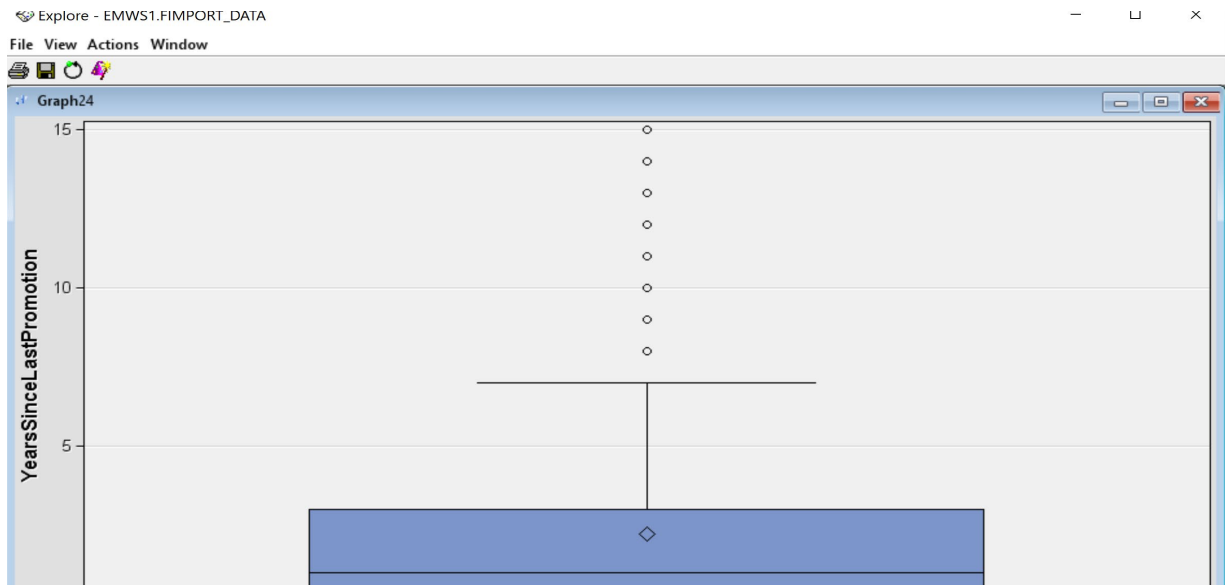 Explore - EMWS1.FIMPORT_DATA
File View Actions Window
Graph24
15
10
5
YearsSinceLastPromotion